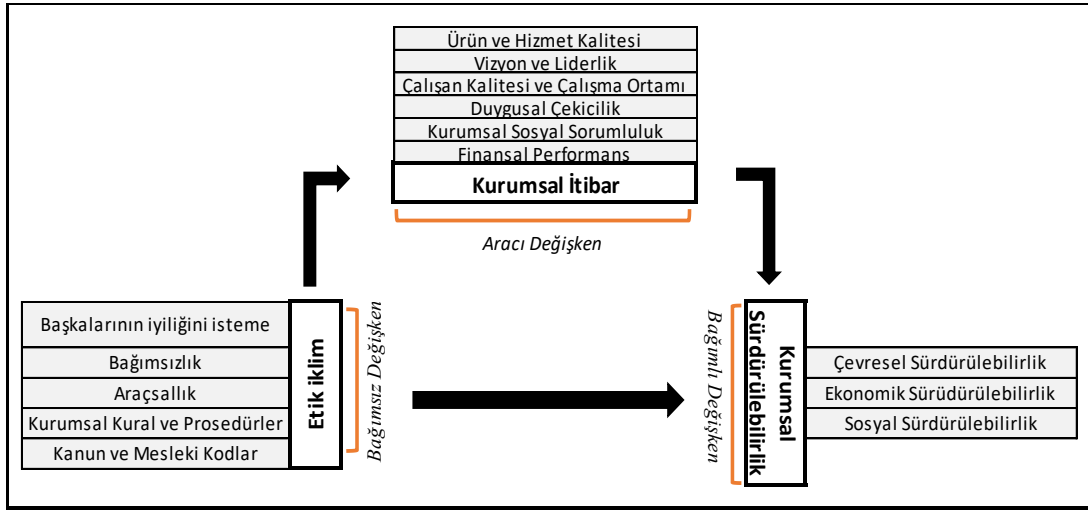 Ürün ve Hizmet Kalitesi
Vizyon ve Liderlik
Çalışan Kalitesi ve Çalışma Ortamı
Duygusal Çekicilik
Kurumsal Sosyal Sorumluluk
Finansal Performans
Kurumsal İtibar
Aracı Değişken
Başkalarının iyiliğini isteme
Bağımsızlık
Araçsallık
Kurumsal Kural ve Prosedürler
Kanun ve Mesleki Kodlar
Etik iklim
Bağımsız Değişken
Bağımlı Değişken
Kurumsal
Sürdürülebilirlik
Çevresel Sürdürülebilirlik
Ekonomik Sürüdürülebilirlik
Sosyal Sürdürülebilirlik